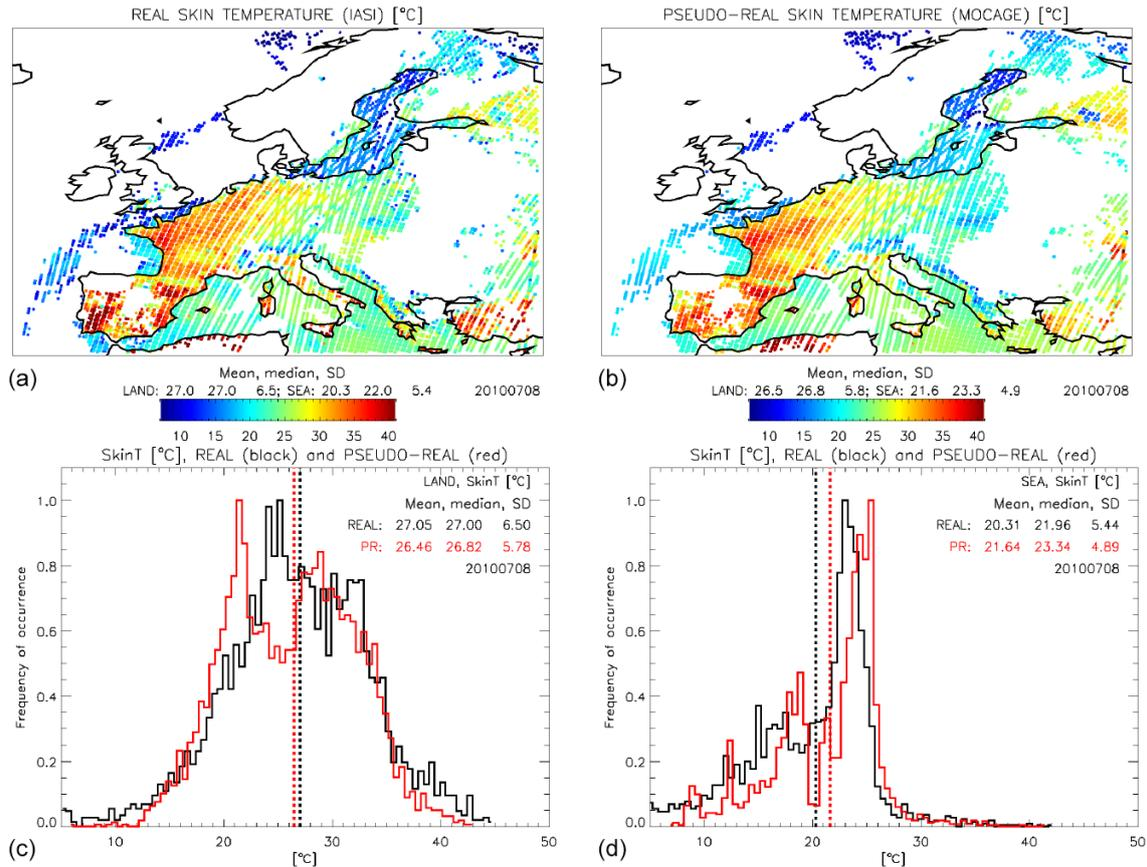 REAL SKIN TEMPERATURE (IASI) [°C]
PSEUDO-REAL SKIN TEMPERATURE (MOCAGE) [°C]
(a)
Mean, median, SD
LAND: 27.0 27.0 6.5; SEA: 20.3 22.0 5.4 20100708
10 15 20 25 30 35 40
(b)
Mean, median, SD
LAND: 26.5 26.8 5.8; SEA: 21.6 23.3 4.9 20100708
10 15 20 25 30 35 40
SkinT [°C], REAL (black) and PSEUDO-REAL (red)
LAND, SkinT [°C]
Mean, median, SD
REAL: 27.05 27.00 6.50
PR: 26.46 26.82 5.78
20100708
Frequency of occurrence
1.0
0.8
0.6
0.4
0.2
0.0
10 20 30 40 50
[°C]
(c)
SkinT [°C], REAL (black) and PSEUDO-REAL (red)
SEA, SkinT [°C]
Mean, median, SD
REAL: 20.31 21.96 5.44
PR: 21.64 23.34 4.89
20100708
Frequency of occurrence
1.0
0.8
0.6
0.4
0.2
0.0
10 20 30 40 50
[°C]
(d)